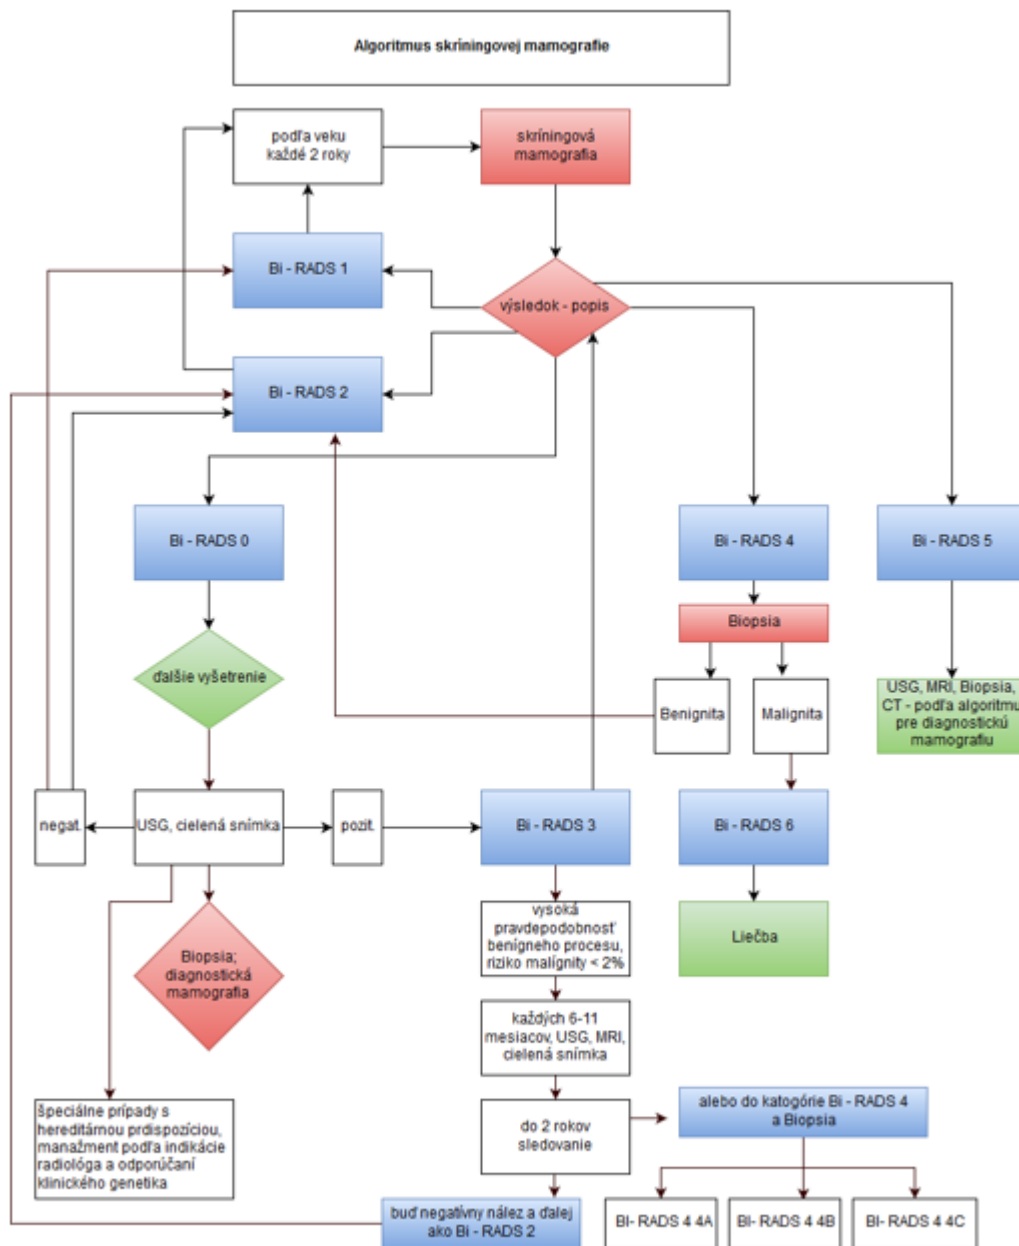 Algoritmus skríningovej mamografie
podľa veku
každé 2 roky
skríningová
mamografia
Bi - RADS 1
výsledok - popis
Bi - RADS 2
Bi - RADS 0
Bi - RADS 4
Bi - RADS 5
Biopsia
ďalšie vyšetrenie
Benignita
Malignita
USG, MRI, Biopsia,
CT - podľa algoritmu
pre diagnostickú
mamografiu
negat.
USG, cielená snímka
pozit.
Bi - RADS 3
Bi - RADS 6
Biopsia;
diagnostická
mamografia
vysoká
pravdepodobnosť
benígneho procesu,
riziko malígnity < 2%
Liečba
každých 6-11
mesiacov, USG, MRI,
cielená snímka
špeciálne prípady s
hereditárnou prdispozíciou,
manažment podľa indikácie
radiológa a odporúčaní
klinického genetika
do 2 rokov
sledovanie
alebo do katogórie Bi - RADS 4
a Biopsia
buď negatívny nález a ďalej
ako Bi - RADS 2
BI- RADS 4 4A
BI- RADS 4 4B
BI- RADS 4 4C